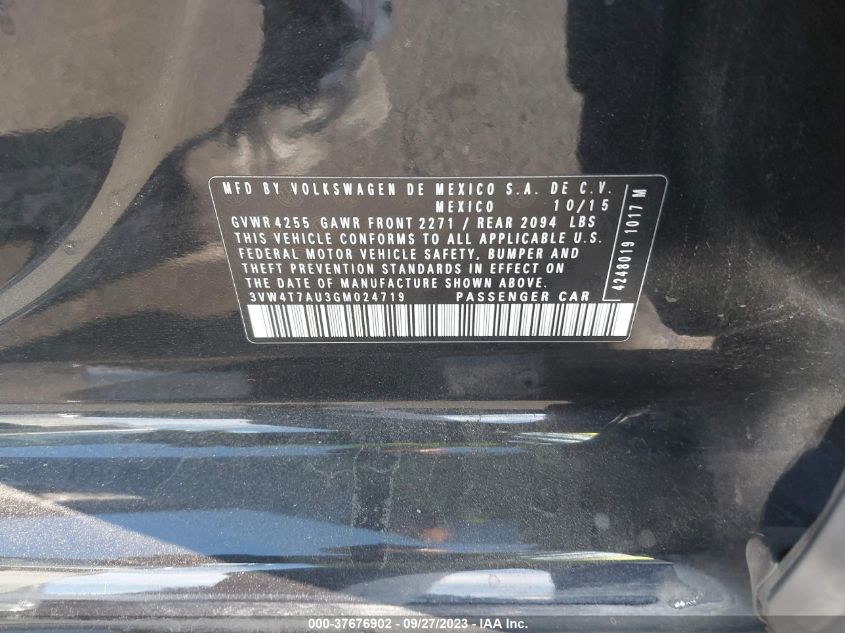 MFD BY VOLKSWAGEN DE MEXICO S.A. DE C.V.
MEXICO 10/15
GVWR 4255 GAWR FRONT 2271 / REAR 2094 LBS
THIS VEHICLE CONFORMS TO ALL APPLICABLE U.S.
FEDERAL MOTOR VEHICLE SAFETY, BUMPER AND
THEFT PREVENTION STANDARDS IN EFFECT ON
THE DATE OF MANUFACTURE SHOWN ABOVE.
3VW4T7AU3GM024719 PASSENGER CAR
4248019 1017 M
000-37676902 - 09/27/2023 - IAA Inc.